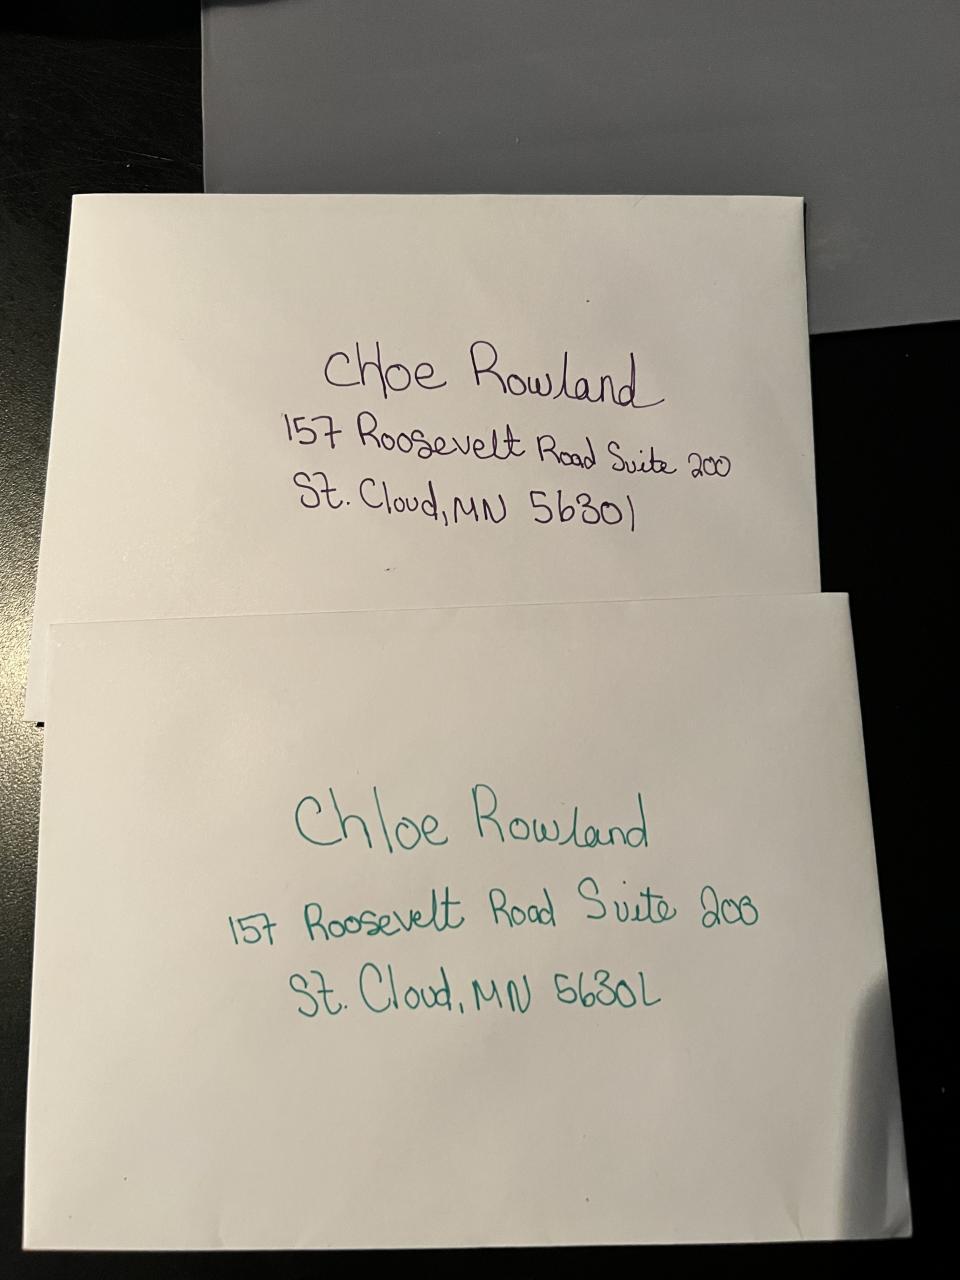 Chloe Rowland
157 Roosevelt Road Suite 200
St. Cloud, MN 56301
Chloe Rowland
157 Roosevelt Road Suite 200
St. Cloud, MN 56301